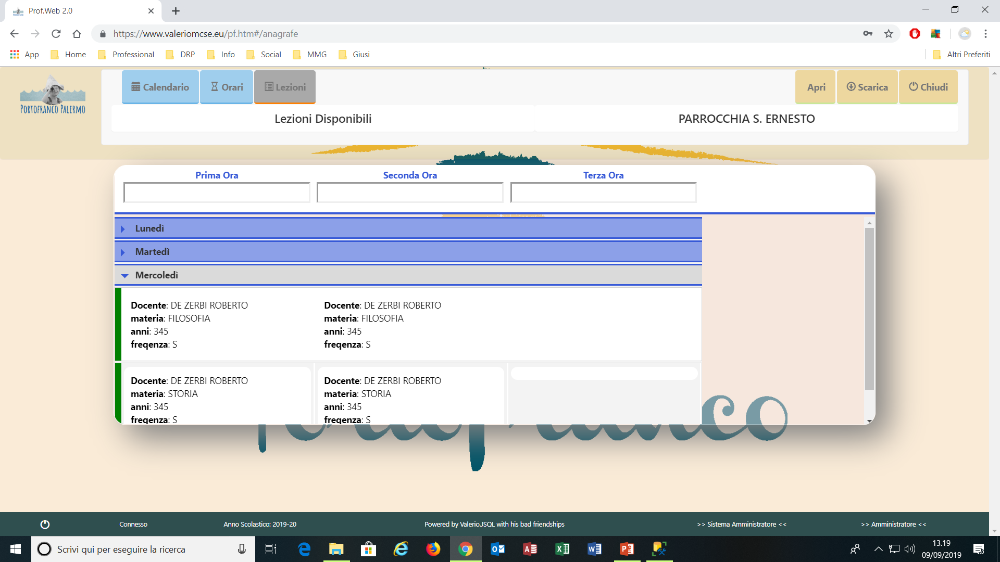 Prof.Web 2.0
https://www.valeriomcse.eu/pf.htm#/anagrafe
App Home Professional DRP Info Social MMG Giusi Altri Preferiti
PORTOFRANCO PALERMO
Calendario Orari Lezioni Apri Scarica Chiudi
Lezioni Disponibili PARROCCHIA S. ERNESTO
Prima Ora Seconda Ora Terza Ora
Lunedì
Martedì
Mercoledì
Docente: DE ZERBI ROBERTO Docente: DE ZERBI ROBERTO
materia: FILOSOFIA materia: FILOSOFIA
anni: 345 anni: 345
freqenza: S freqenza: S
Docente: DE ZERBI ROBERTO Docente: DE ZERBI ROBERTO
materia: STORIA materia: STORIA
anni: 345 anni: 345
freqenza: S freqenza: S
Connesso Anno Scolastico: 2019-20 Powered by ValerioJSQL with his bad friendships >> Sistema Amministratore << >> Amministratore <<
Scrivi qui per eseguire la ricerca
13.19
09/09/2019